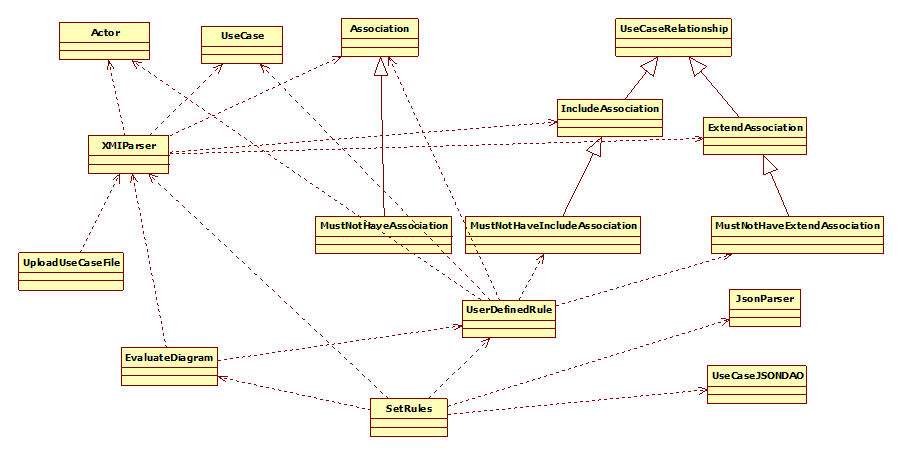 Actor
UseCase
Association
UseCaseRelationship
IncludeAssociation
ExtendAssociation
XMIParser
MustNotHaveAssociation
MustNotHaveIncludeAssociation
MustNotHaveExtendAssociation
UploadUseCaseFile
JsonParser
UserDefinedRule
EvaluateDiagram
UseCaseJSONDAO
SetRules